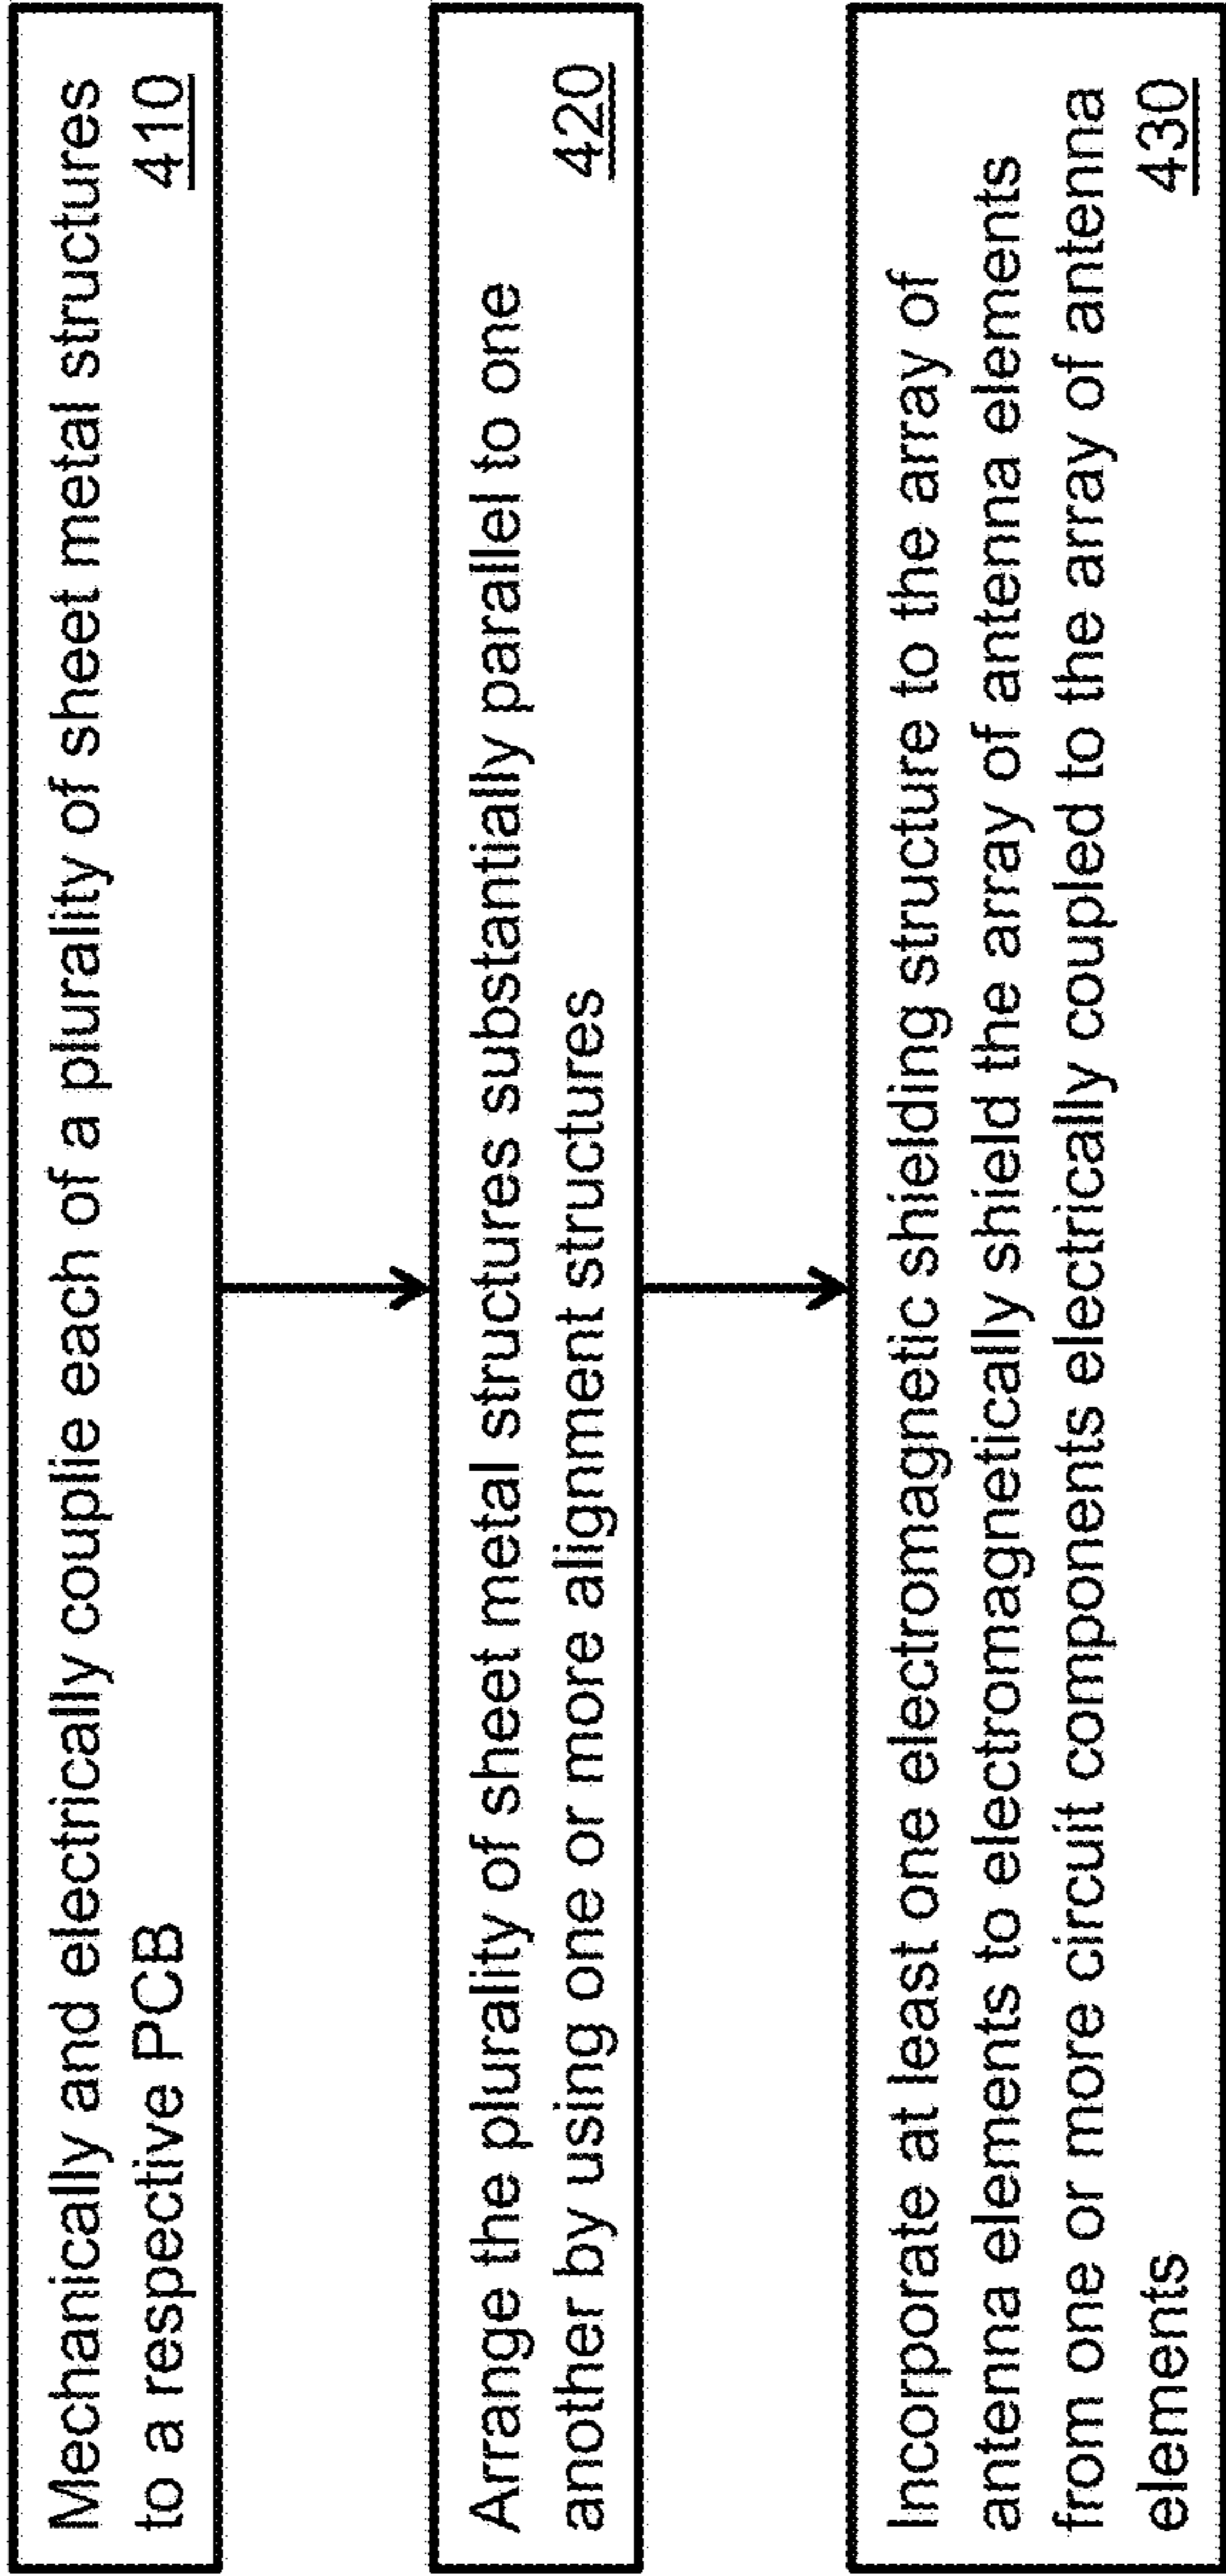 Mechanically and electrically couplie each of a plurality of sheet metal structures
to a respective PCB 410
Arrange the plurality of sheet metal structures substantially parallel to one
another by using one or more alignment structures 420
Incorporate at least one electromagnetic shielding structure to the array of
antenna elements to electromagnetically shield the array of antenna elements
from one or more circuit components electrically coupled to the array of antenna
elements 430